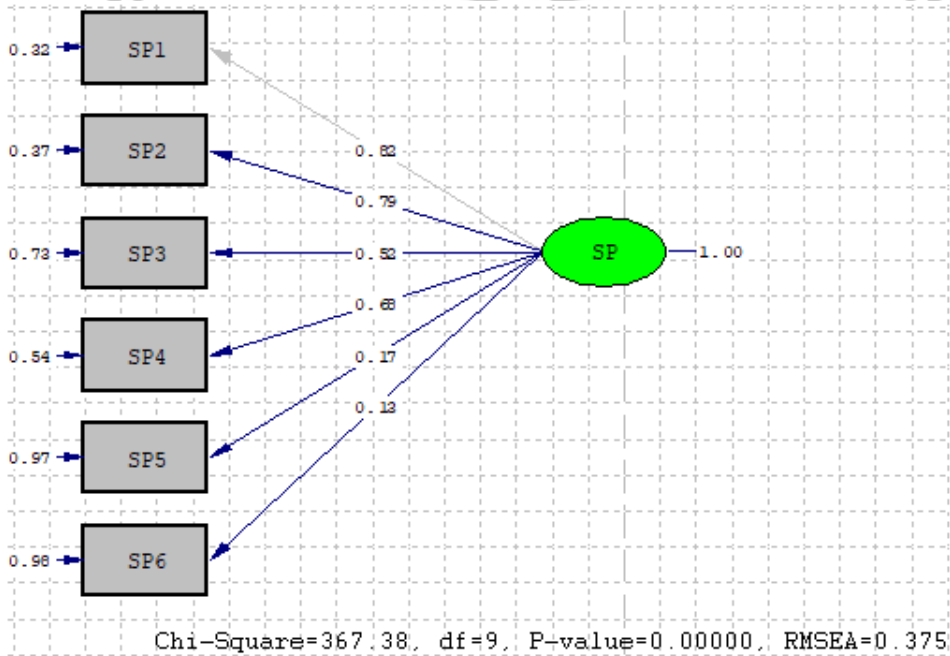 0.32 SP1
0.37 SP2
0.82
0.79
0.73 SP3
0.52
SP
1.00
0.68
0.54 SP4
0.17
0.13
0.97 SP5
0.98 SP6
Chi-Square=367.38, df=9, P-value=0.00000, RMSEA=0.375